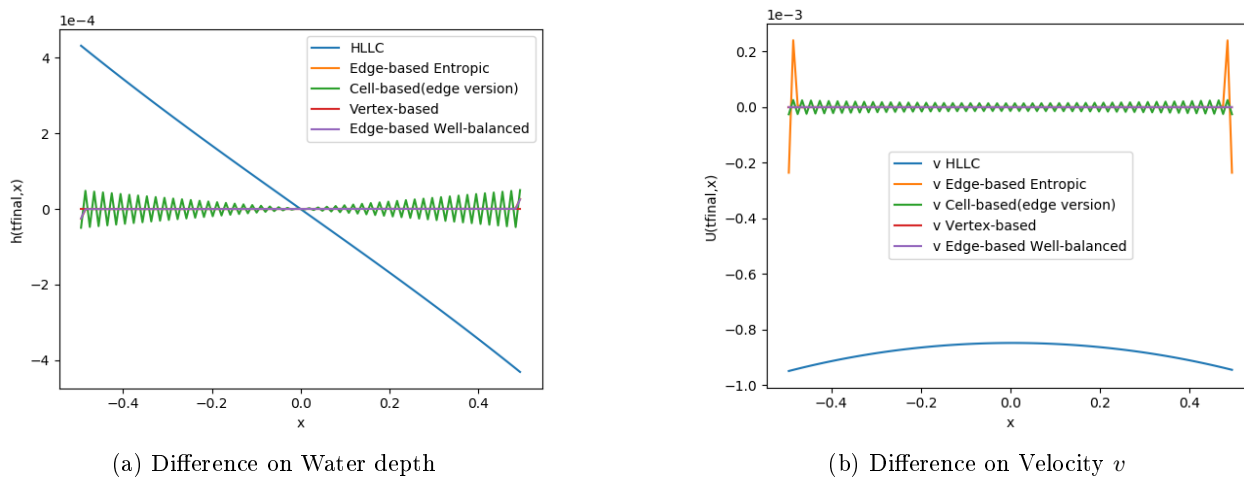 1e−4
4
2
0
−2
−4
h(tfinal,x)
−0.4
−0.2
0.0
0.2
0.4
x
HLLC
Edge-based Entropic
Cell-based(edge version)
Vertex-based
Edge-based Well-balanced
(a) Difference on Water depth
1e−3
0.2
0.0
−0.2
−0.4
−0.6
−0.8
−1.0
U(tfinal,x)
−0.4
−0.2
0.0
0.2
0.4
x
v HLLC
v Edge-based Entropic
v Cell-based(edge version)
v Vertex-based
v Edge-based Well-balanced
(b) Difference on Velocity v